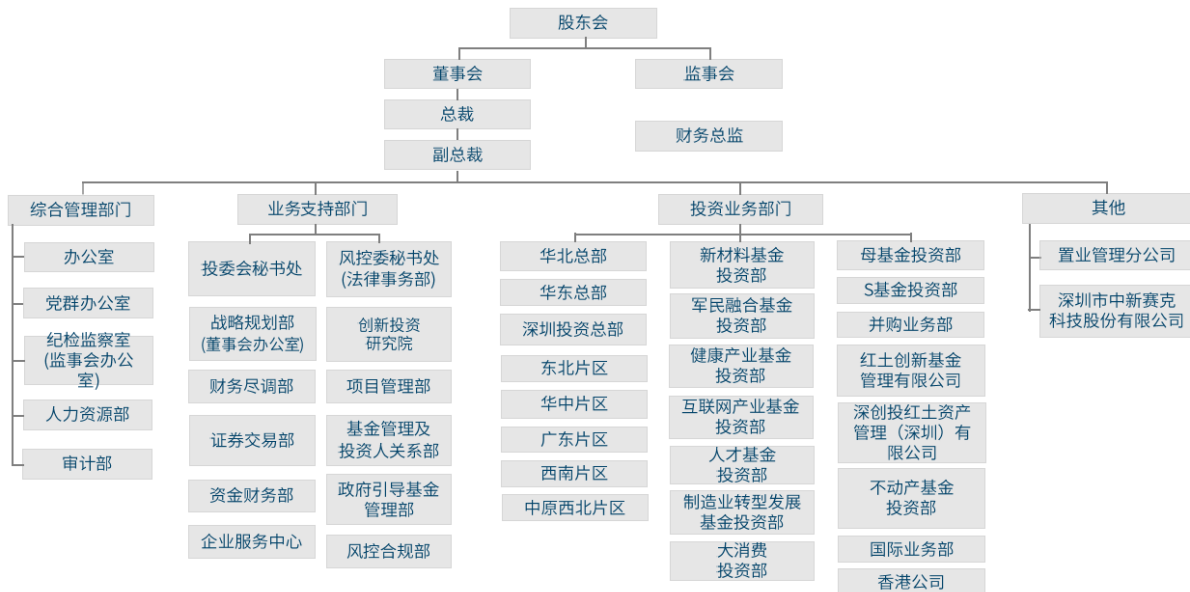 股东会
董事会
监事会
总裁
财务总监
副总裁
综合管理部门
办公室
党群办公室
纪检监察室
(监事会办公
室)
人力资源部
审计部
业务支持部门
投委会秘书处
战略规划部
(董事会办公室)
财务尽调部
证券交易部
资金财务部
企业服务中心
风控委秘书处
(法律事务部)
创新投资
研究院
项目管理部
基金管理及
投资人关系部
政府引导基金
管理部
风控合规部
投资业务部门
华北总部
华东总部
深圳投资总部
东北片区
华中片区
广东片区
西南片区
中原西北片区
新材料基金
投资部
军民融合基金
投资部
健康产业基金
投资部
互联网产业基金
投资部
人才基金
投资部
制造业转型发展
基金投资部
大消费
投资部
母基金投资部
S基金投资部
并购业务部
红土创新基金
管理有限公司
深创投红土资产
管理（深圳）有
限公司
不动产基金
投资部
国际业务部
香港公司
其他
置业管理分公司
深圳市中新赛克
科技股份有限公司